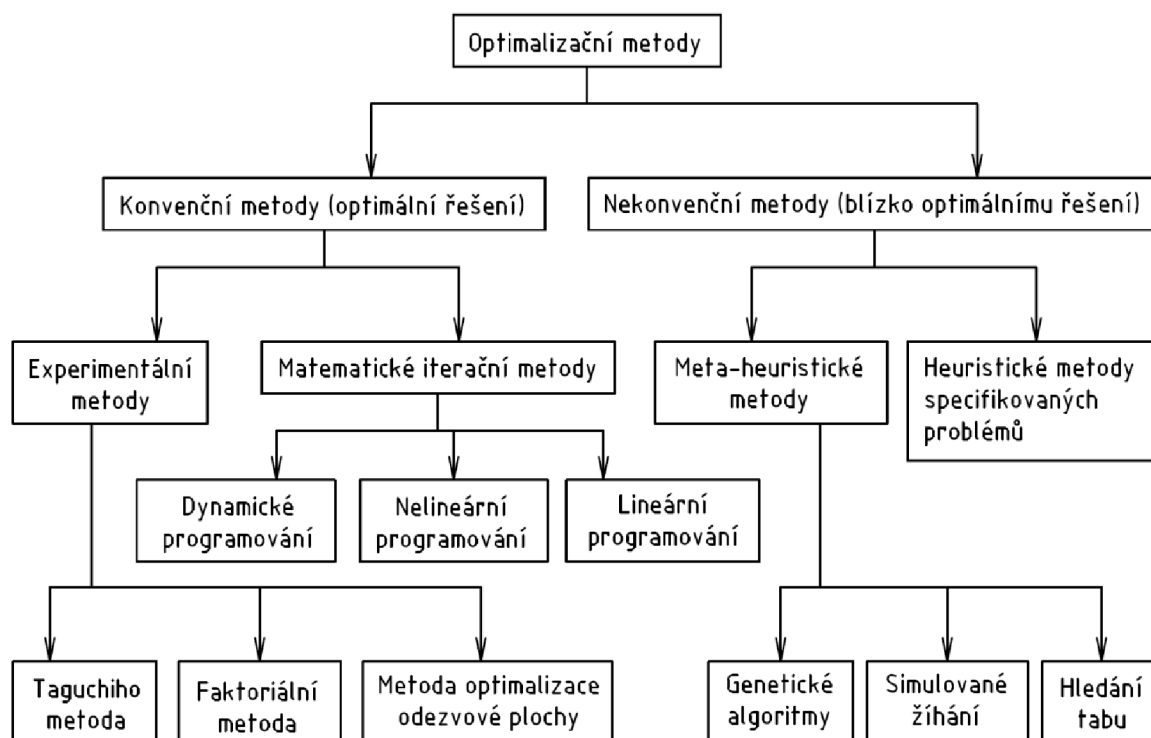 Optimalizační metody
Konvenční metody (optimální řešení)
Nekonvenční metody (blízko optimálnímu řešení)
Experimentální
metody
Matematické iterační metody
Meta-heuristické
metody
Heuristické metody
specifikovaných
problémů
Dynamické
programování
Nelineární
programování
Lineární
programování
Taguchiho
metoda
Faktoriální
metoda
Metoda optimalizace
odezvové plochy
Genetické
algoritmy
Simulované
žíhání
Hledání
tabu